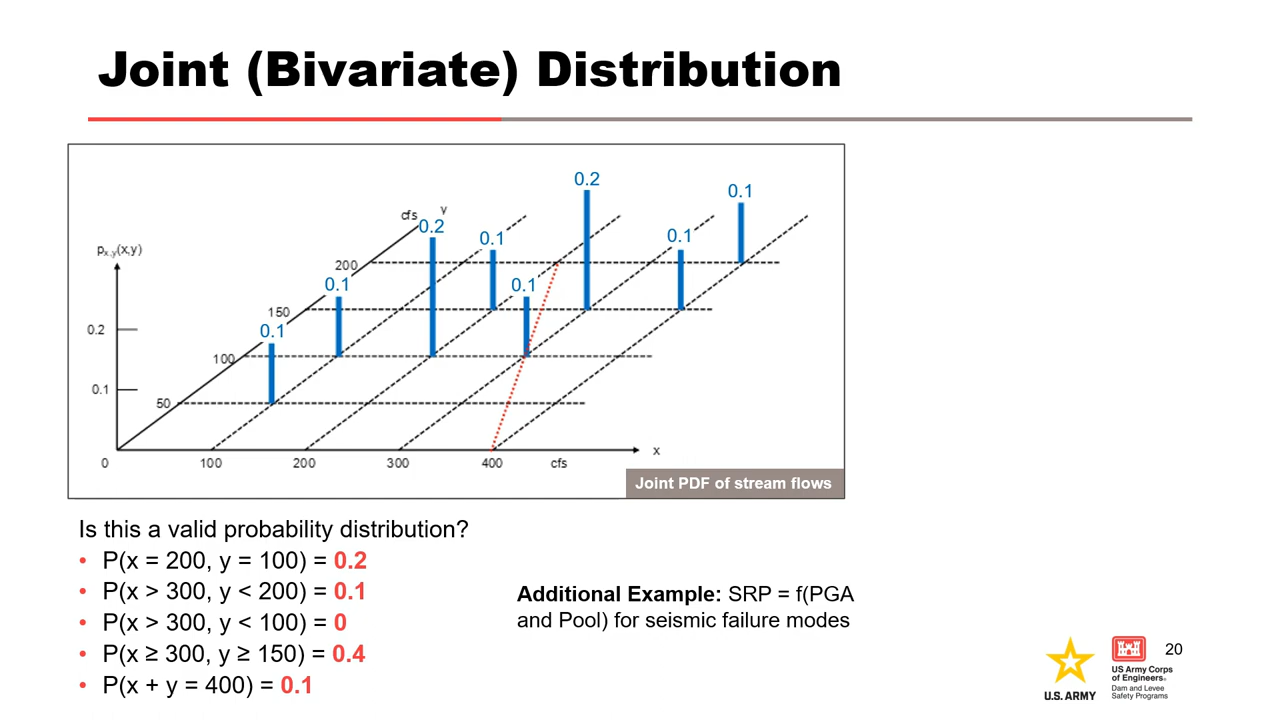 Joint (Bivariate) Distribution
0.2
0.1
cfs
y
0.2
0.1
0.1
px,y(x,y)
200
0.1
0.1
150
0.1
0.2
100
0.1
50
x
0
100
200
300
400
cfs
Joint PDF of stream flows
Is this a valid probability distribution?
• P(x = 200, y = 100) = 0.2
• P(x > 300, y < 200) = 0.1
• P(x > 300, y < 100) = 0
• P(x ≥ 300, y ≥ 150) = 0.4
• P(x + y = 400) = 0.1
Additional Example: SRP = f(PGA
and Pool) for seismic failure modes
U.S. ARMY
US Army Corps
of Engineers®
Dam and Levee
Safety Programs
20